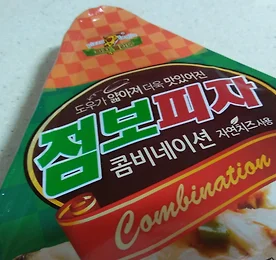 도우가 얇아져 더욱 맛있어진
점보피자
콤비네이션 자연치즈 사용
Combination